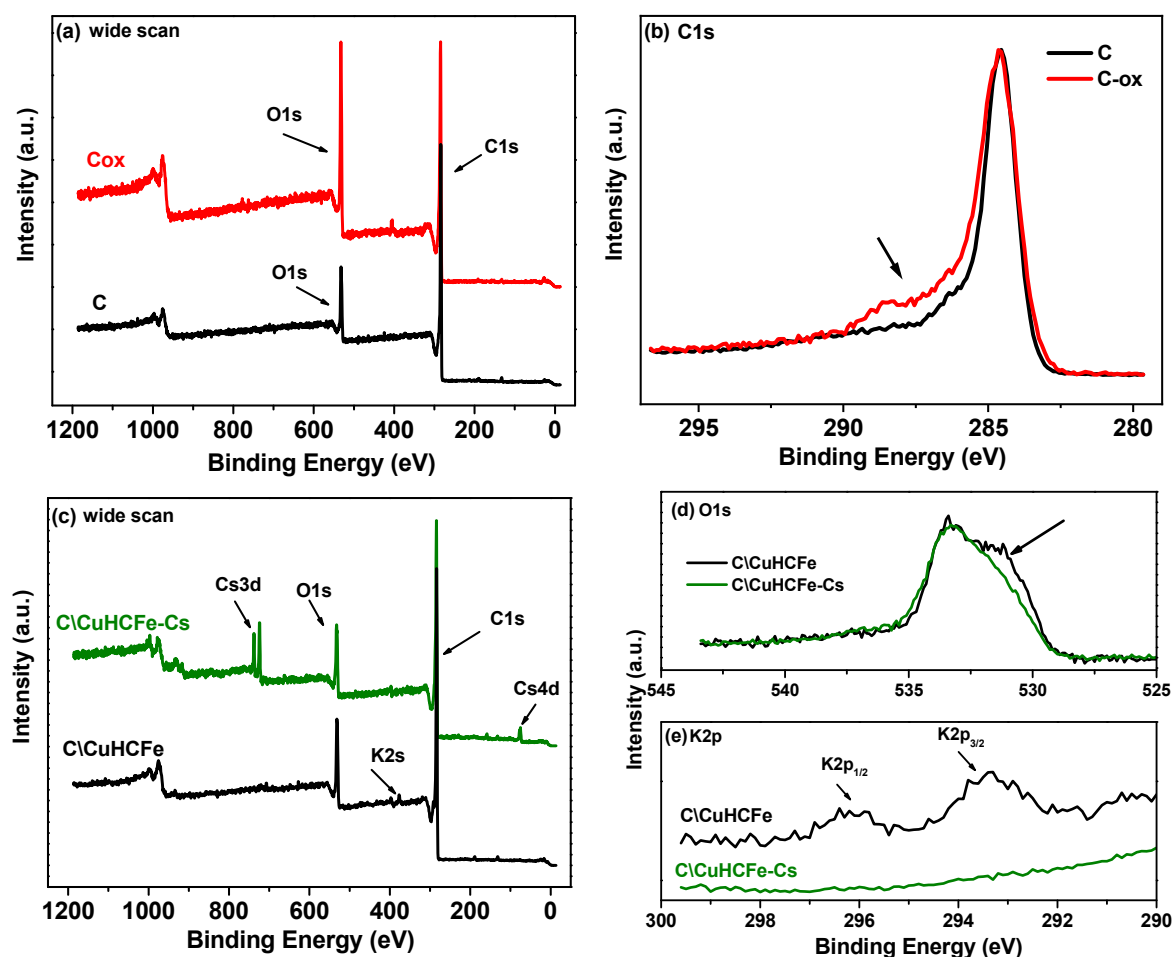 (a) wide scan
O1s
C1s
Cox
O1s
C
Intensity (a.u.)
1200 1000 800 600 400 200 0
Binding Energy (eV)
(b) C1s
C
C-ox
Intensity (a.u.)
295 290 285 280
Binding Energy (eV)
(c) wide scan
Cs3d
O1s
C\CuHCFe-Cs
C1s
Cs4d
C\CuHCFe
K2s
Intensity (a.u.)
1200 1000 800 600 400 200 0
Binding Energy (eV)
(d) O1s
C\CuHCFe
C\CuHCFe-Cs
545 540 535 530 525
Intensity (a.u.)
(e) K2p
K2p3/2
K2p1/2
C\CuHCFe
C\CuHCFe-Cs
300 298 296 294 292 290
Binding Energy (eV)